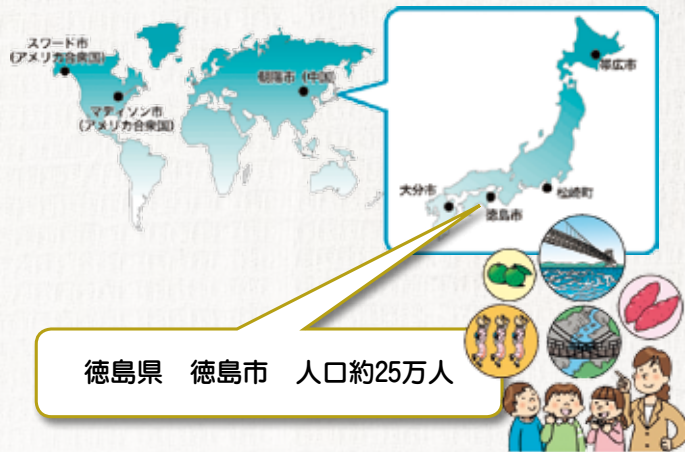 スワード市
(アメリカ合衆国)
マディソン市
(アメリカ合衆国)
朝陽市(中国)
帯広市
大分市
徳島市
松崎町
徳島県 徳島市 人口約25万人